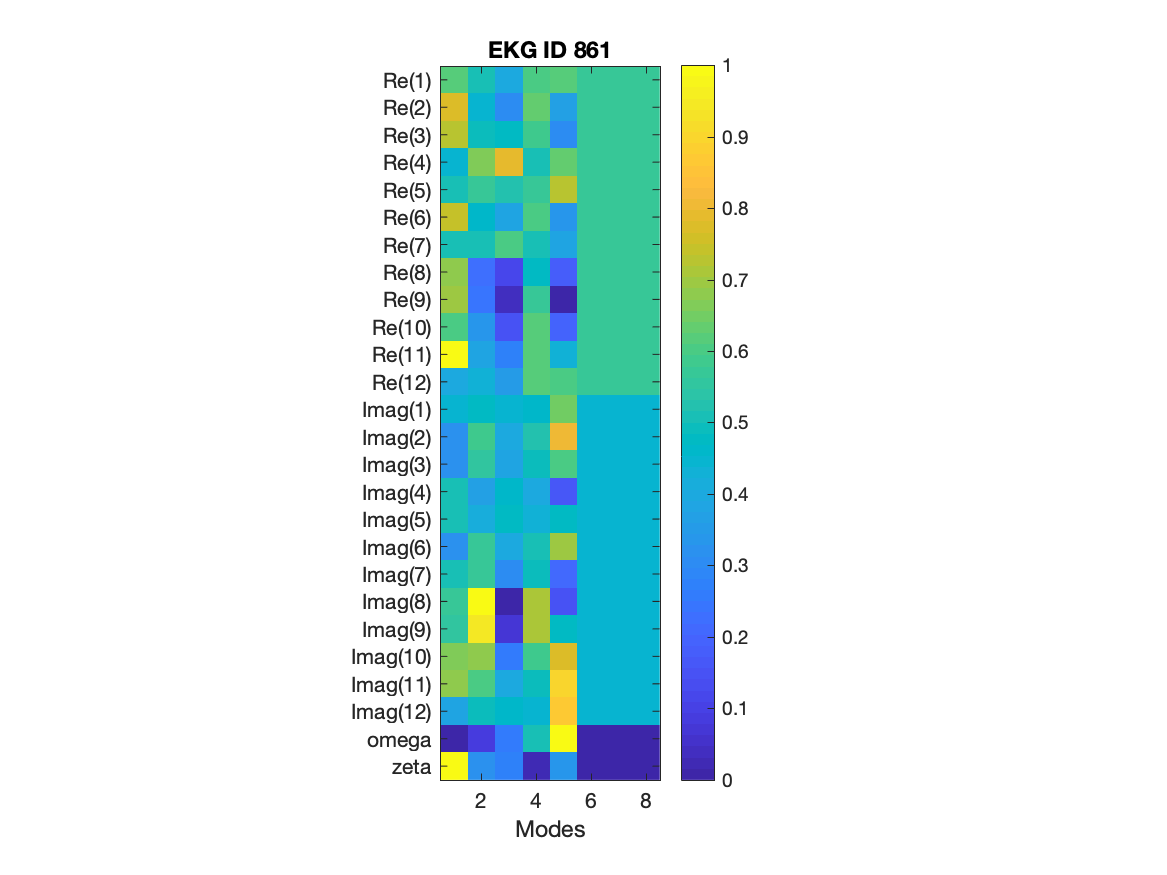 EKG ID 861
Re(1)
Re(2)
Re(3)
Re(4)
Re(5)
Re(6)
Re(7)
Re(8)
Re(9)
Re(10)
Re(11)
Re(12)
Imag(1)
Imag(2)
Imag(3)
Imag(4)
Imag(5)
Imag(6)
Imag(7)
Imag(8)
Imag(9)
Imag(10)
Imag(11)
Imag(12)
omega
zeta
2 4 6 8
Modes
1
0.9
0.8
0.7
0.6
0.5
0.4
0.3
0.2
0.1
0